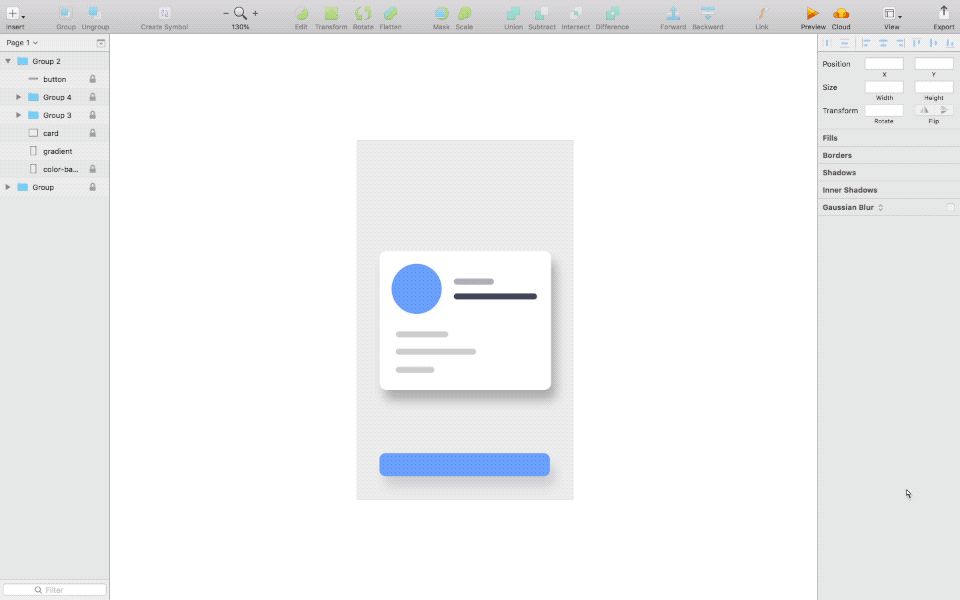 Insert
Group
Ungroup
Create Symbol
130%
Edit
Transform
Rotate
Flatten
Mask
Scale
Union
Subtract
Intersect
Difference
Link
Forward
Backward
Preview
Cloud
View
Export
Page 1
Group 2
button
Group 4
Group 3
card
gradient
color-ba...
Group
Filter
Position
X
Y
Size
Width
Height
Transform
Rotate
Flip
Fills
Borders
Shadows
Inner Shadows
Gaussian Blur